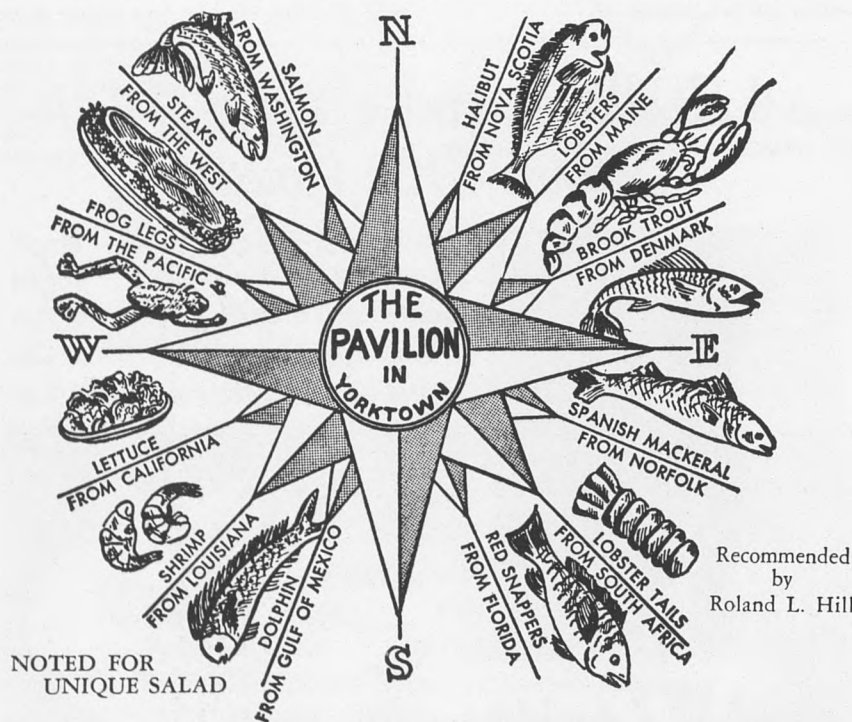 N
HALIBUT
FROM NOVA SCOTIA
LOBSTERS
FROM MAINE
BROOK TROUT
FROM DENMARK
E
SPANISH MACKERAL
FROM NORFOLK
LOBSTER TAILS
FROM SOUTH AFRICA
RED SNAPPERS
FROM FLORIDA
S
DOLPHIN
FROM GULF OF MEXICO
SHRIMP
FROM LOUISIANA
LETTUCE
FROM CALIFORNIA
W
FROG LEGS
FROM THE PACIFIC
STEAKS
FROM THE WEST
SALMON
FROM WASHINGTON
THE
PAVILION
IN
YORKTOWN
Recommended
by
Roland L. Hill
NOTED FOR
UNIQUE SALAD